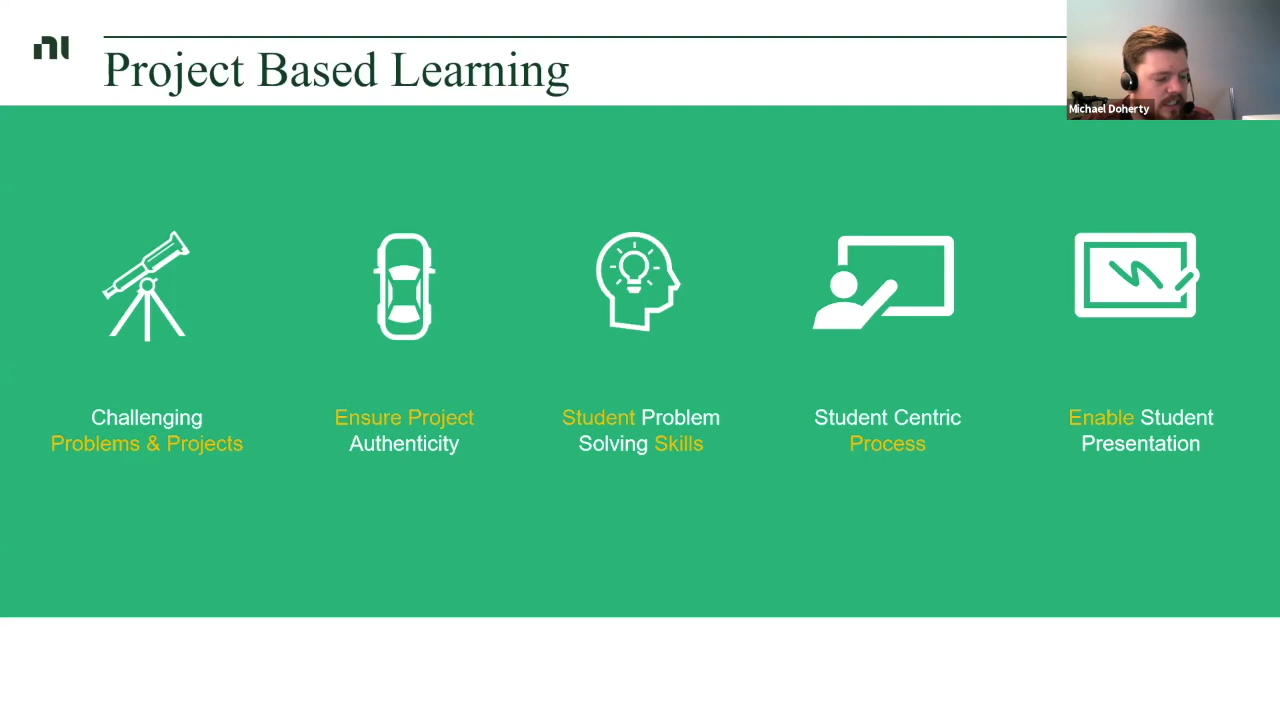 nı
Project Based Learning
Michael Doherty
Challenging
Problems & Projects
Ensure Project
Authenticity
Student Problem
Solving Skills
Student Centric
Process
Enable Student
Presentation